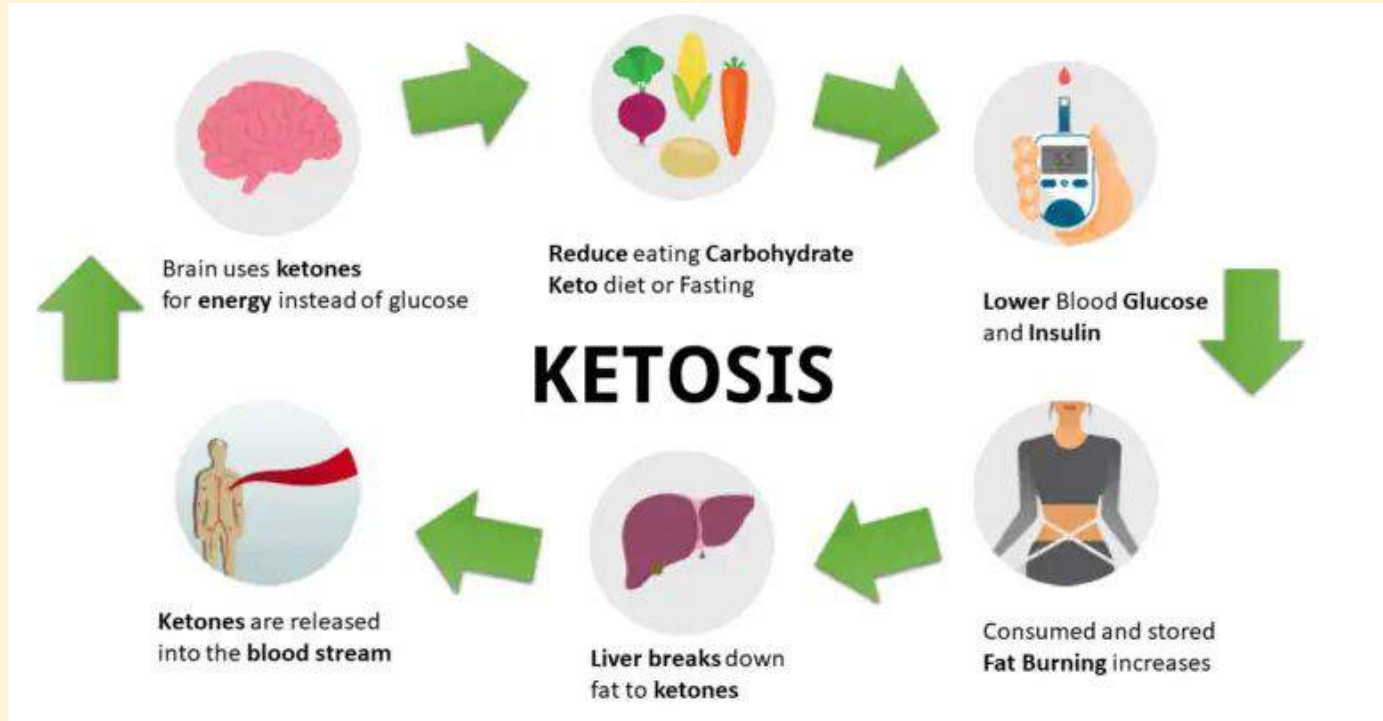 Brain uses ketones
for energy instead of glucose
Reduce eating Carbohydrate
Keto diet or Fasting
Lower Blood Glucose
and Insulin
KETOSIS
Ketones are released
into the blood stream
Liver breaks down
fat to ketones
Consumed and stored
Fat Burning increases